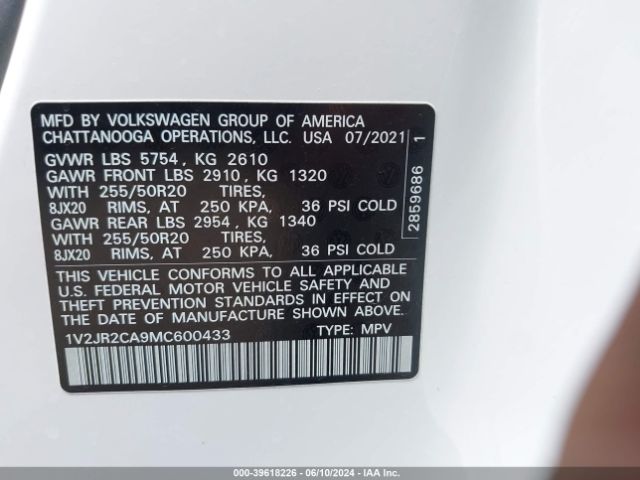 MFD BY VOLKSWAGEN GROUP OF AMERICA
CHATTANOOGA OPERATIONS, LLC. USA 07/2021
GVWR LBS 5754, KG 2610
GAWR FRONT LBS 2910, KG 1320
WITH 255/50R20 TIRES,
8JX20 RIMS, AT 250 KPA, 36 PSI COLD
GAWR REAR LBS 2954, KG 1340
WITH 255/50R20 TIRES,
8JX20 RIMS, AT 250 KPA, 36 PSI COLD
THIS VEHICLE CONFORMS TO ALL APPLICABLE
U.S. FEDERAL MOTOR VEHICLE SAFETY AND
THEFT PREVENTION STANDARDS IN EFFECT ON
THE DATE OF MANUFACTURE SHOWN ABOVE.
1V2JR2CA9MC600433 TYPE: MPV
2859686 1
000-39618226 - 06/10/2024 - IAA Inc.